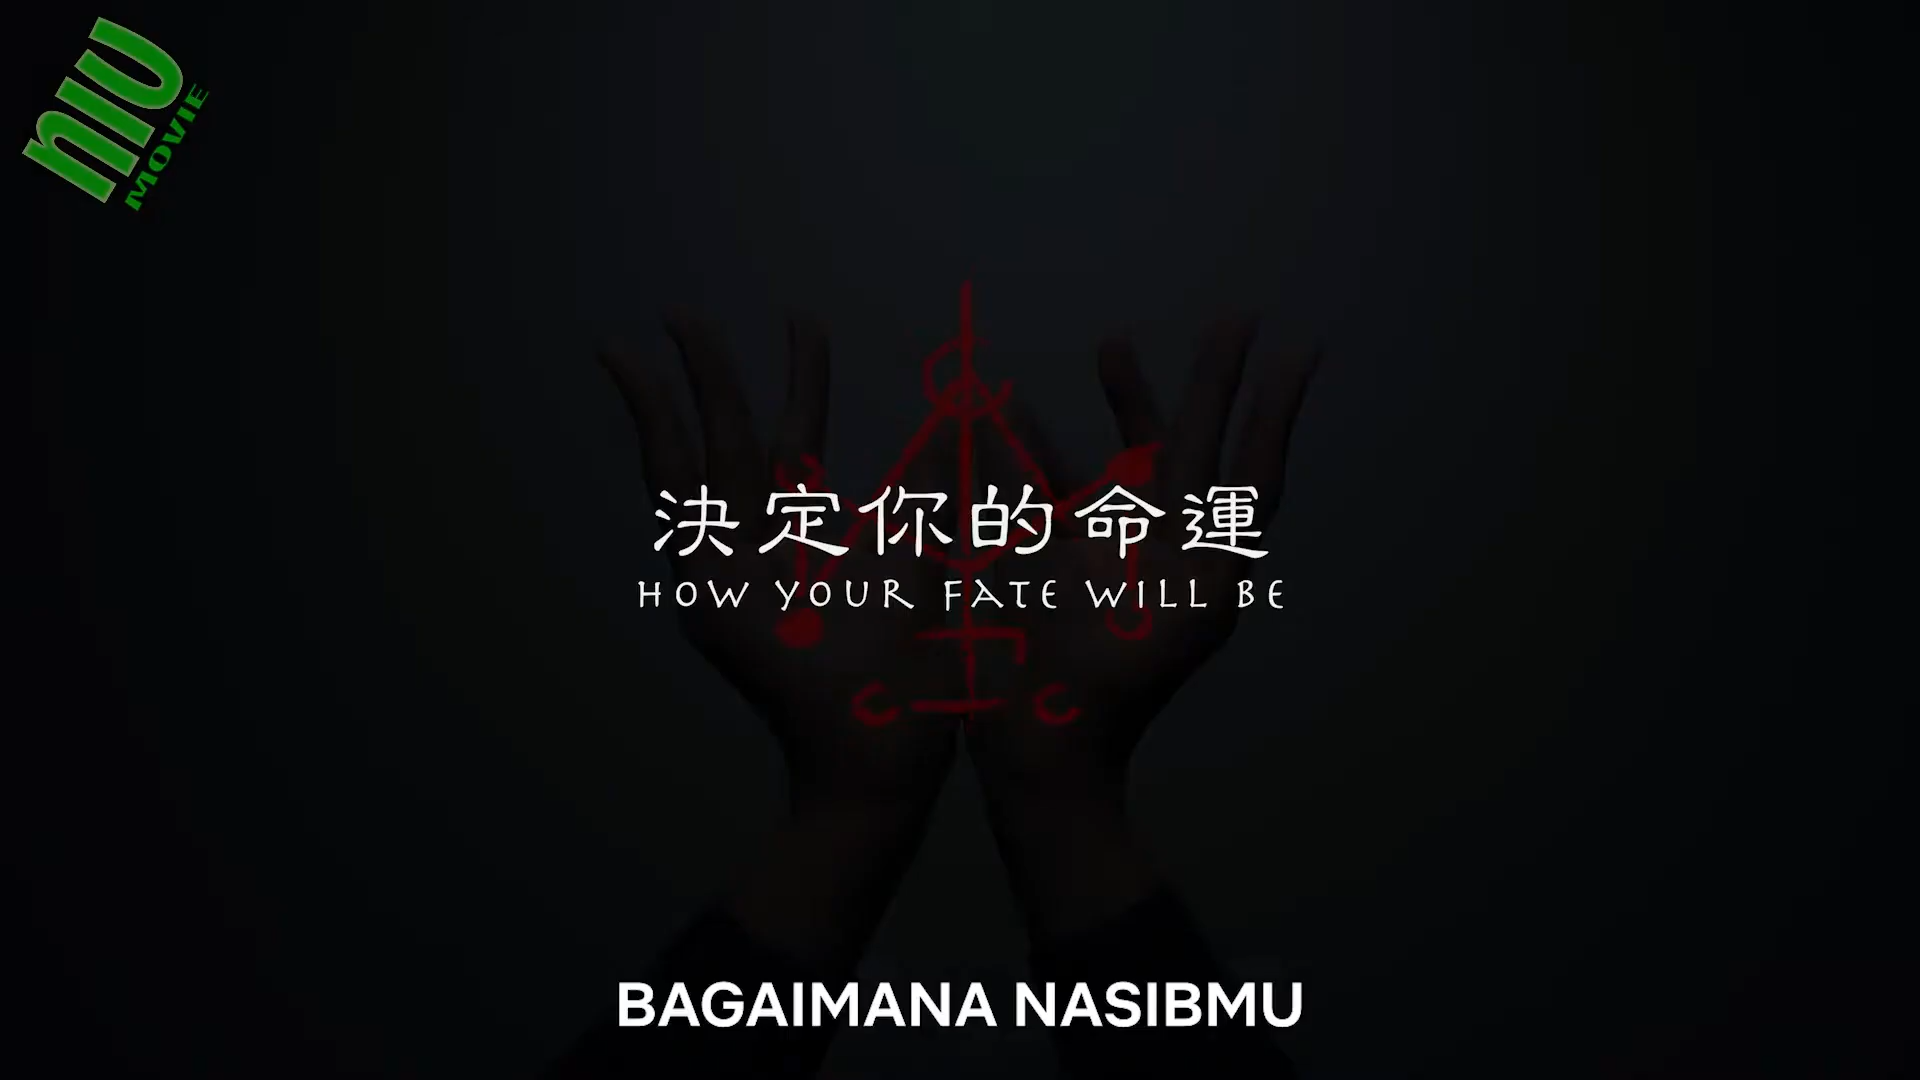 nIU
MOVIE
決定你的命運
HOW YOUR FATE WILL BE
BAGAIMANA NASIBMU